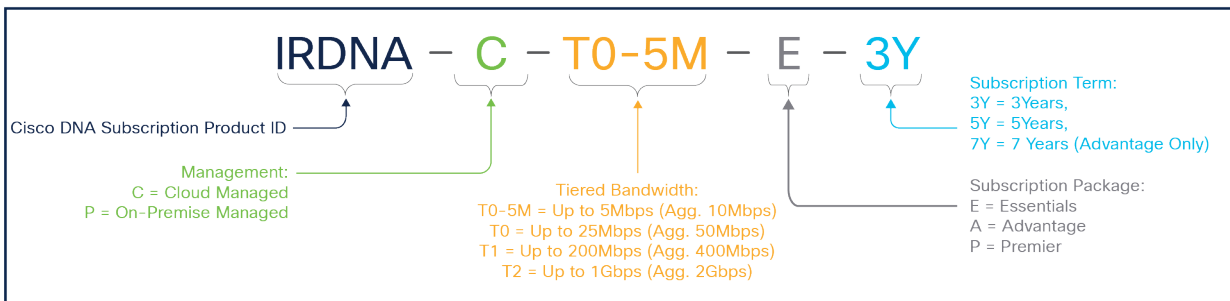 IRDNA - C - T0-5M - E - 3Y
Cisco DNA Subscription Product ID
Management:
C = Cloud Managed
P = On-Premise Managed
Tiered Bandwidth:
T0-5M = Up to 5Mbps (Agg. 10Mbps)
T0 = Up to 25Mbps (Agg. 50Mbps)
T1 = Up to 200Mbps (Agg. 400Mbps)
T2 = Up to 1Gbps (Agg. 2Gbps)
Subscription Term:
3Y = 3Years,
5Y = 5Years,
7Y = 7 Years (Advantage Only)
Subscription Package:
E = Essentials
A = Advantage
P = Premier